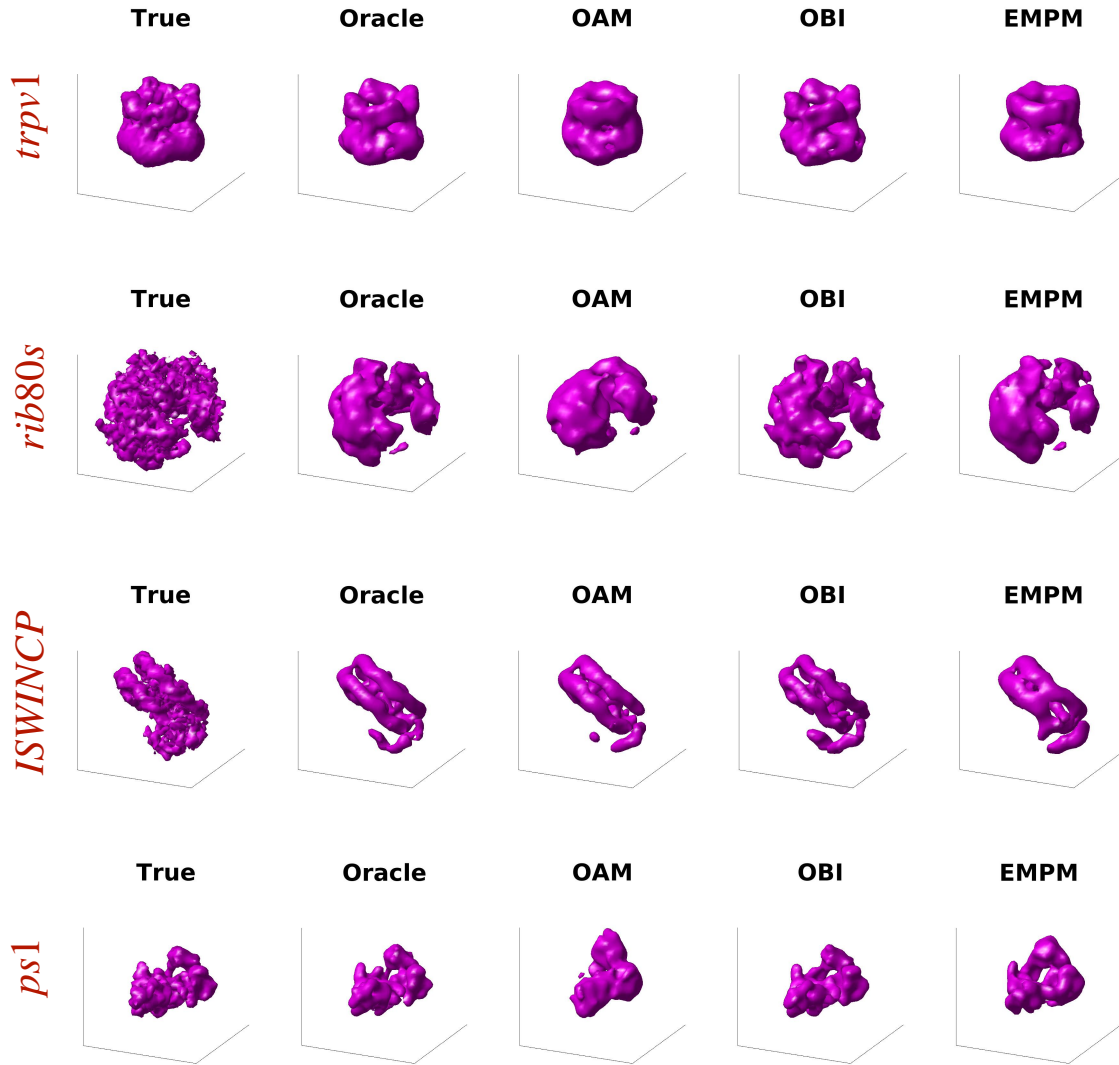 True Oracle OAM OBI EMPM
trpv1
True Oracle OAM OBI EMPM
rib80s
True Oracle OAM OBI EMPM
ISWINCP
True Oracle OAM OBI EMPM
ps1